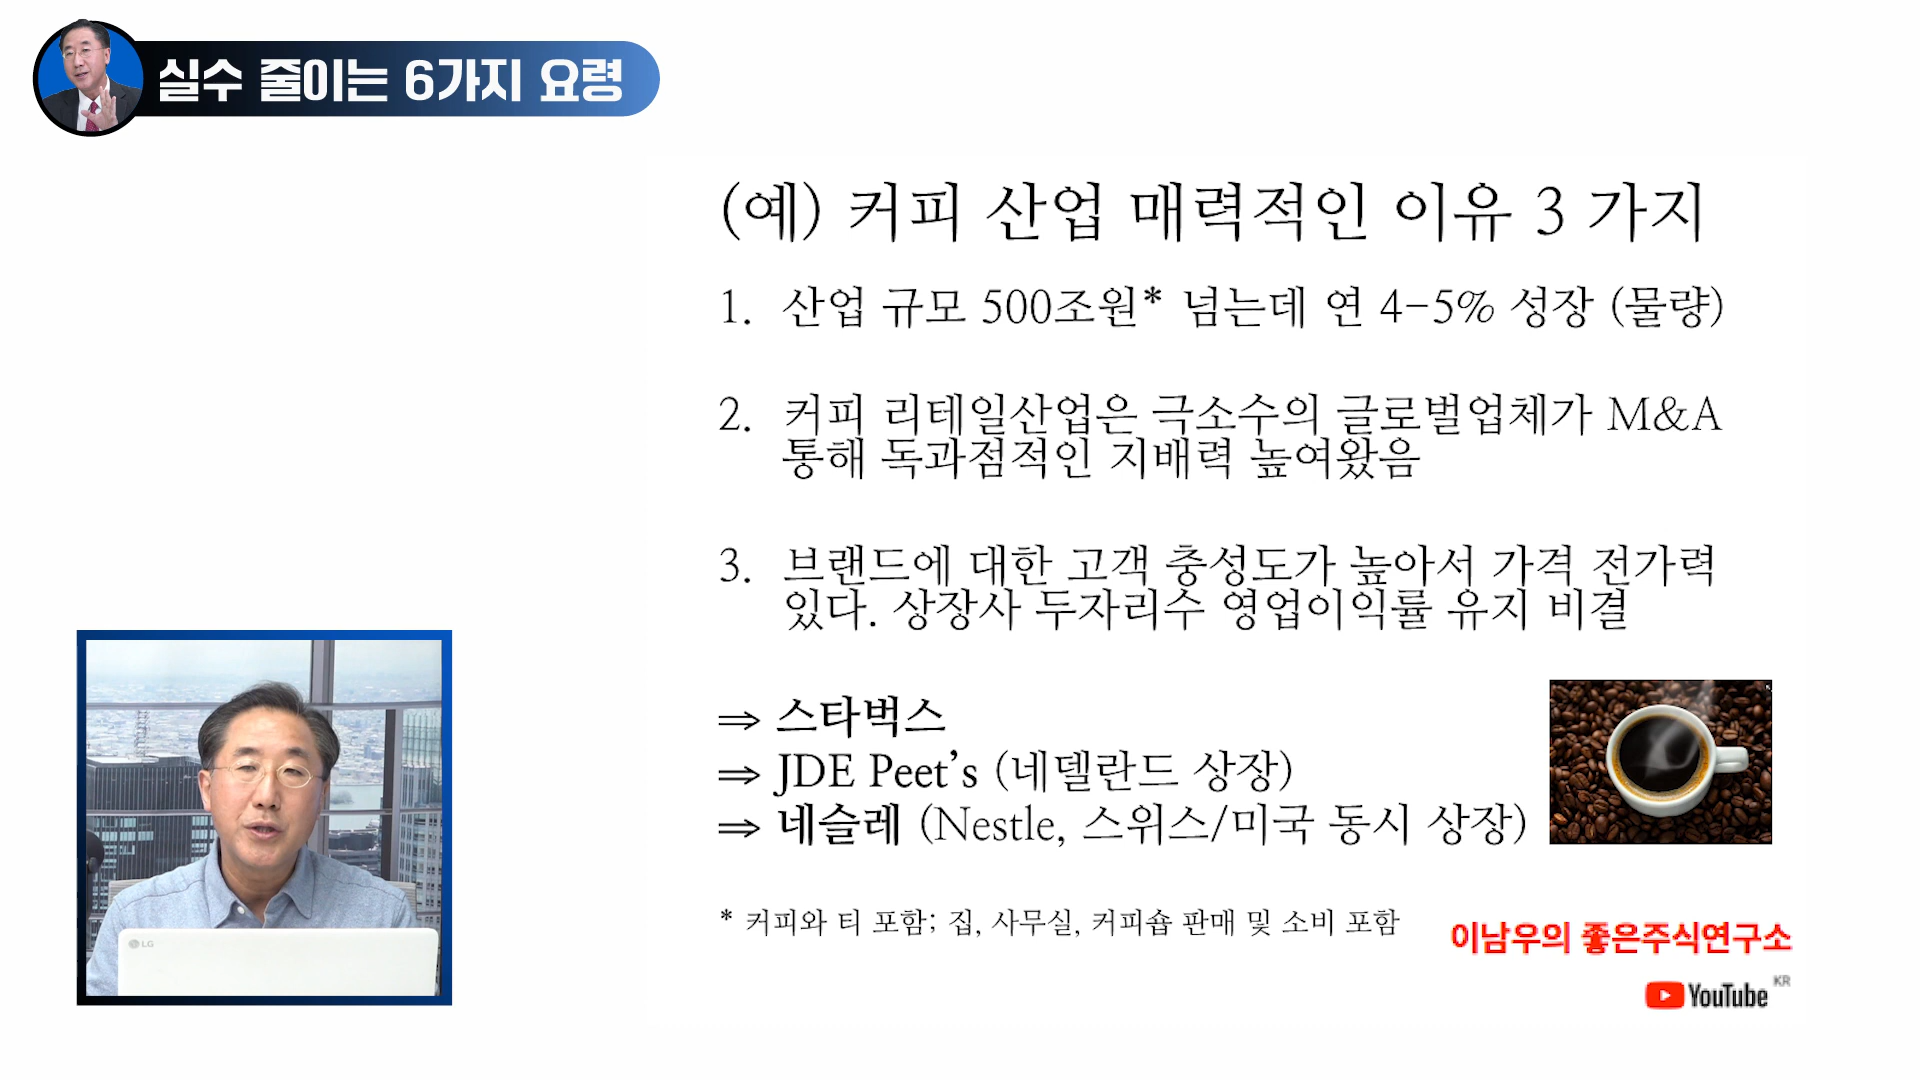 실수 줄이는 6가지 요령
(예) 커피 산업 매력적인 이유 3 가지
1. 산업 규모 500조원* 넘는데 연 4-5% 성장 (물량)
2. 커피 리테일산업은 극소수의 글로벌업체가 M&A
통해 독과점적인 지배력 높여왔음
3. 브랜드에 대한 고객 충성도가 높아서 가격 전가력
있다. 상장사 두자리수 영업이익률 유지 비결
⇒ 스타벅스
⇒ JDE Peet’s (네델란드 상장)
⇒ 네슬레 (Nestle, 스위스/미국 동시 상장)
* 커피와 티 포함; 집, 사무실, 커피숍 판매 및 소비 포함
이남우의 좋은주식연구소
YouTube KR
LG